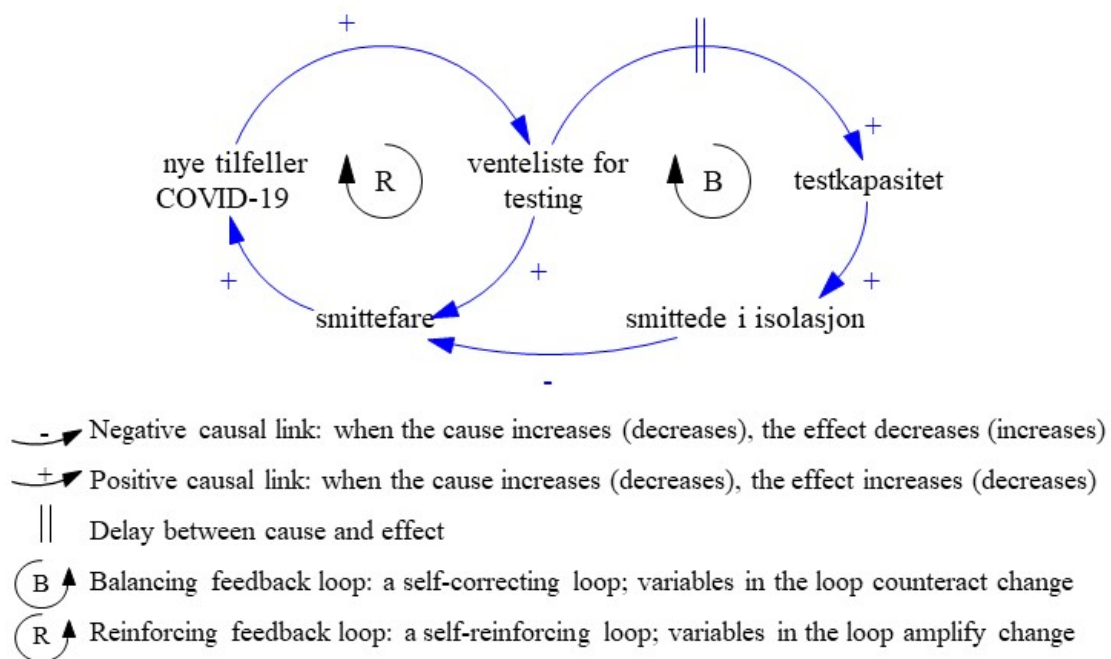 +
+
nye tilfeller
COVID-19
R
venteliste for
testing
B
testkapasitet
+
+
+
smittefare
smittede i isolasjon
-
- Negative causal link: when the cause increases (decreases), the effect decreases (increases)
+ Positive causal link: when the cause increases (decreases), the effect increases (decreases)
|| Delay between cause and effect
B Balancing feedback loop: a self-correcting loop; variables in the loop counteract change
R Reinforcing feedback loop: a self-reinforcing loop; variables in the loop amplify change